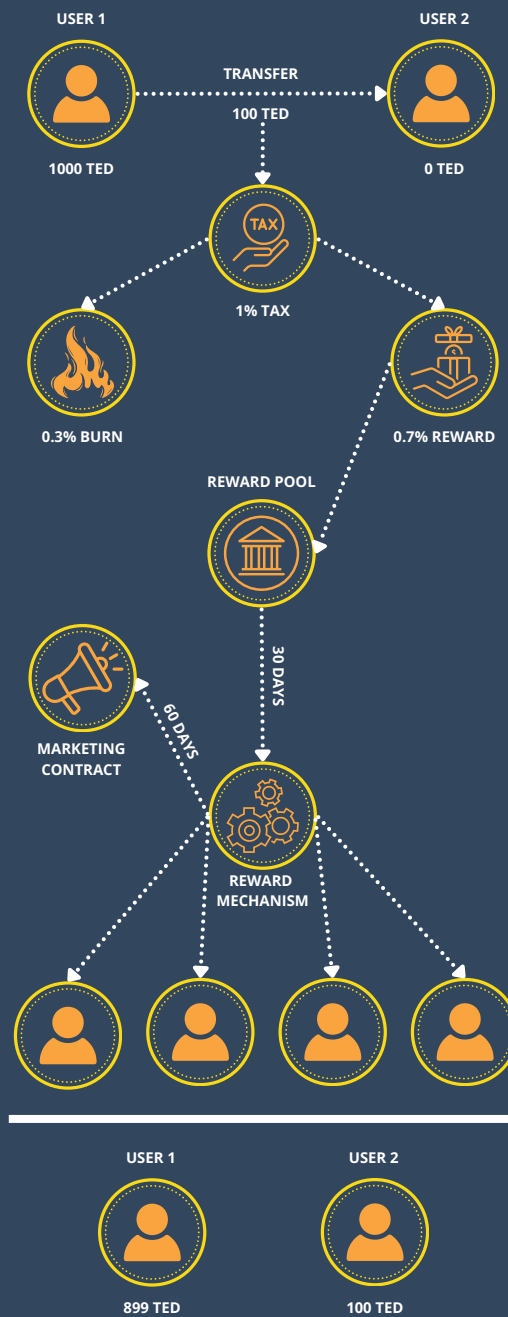 USER 1
USER 2
TRANSFER
100 TED
1000 TED
0 TED
TAX
1% TAX
0.3% BURN
0.7% REWARD
REWARD POOL
30 DAYS
60 DAYS
MARKETING
CONTRACT
REWARD
MECHANISM
USER 1
USER 2
899 TED
100 TED